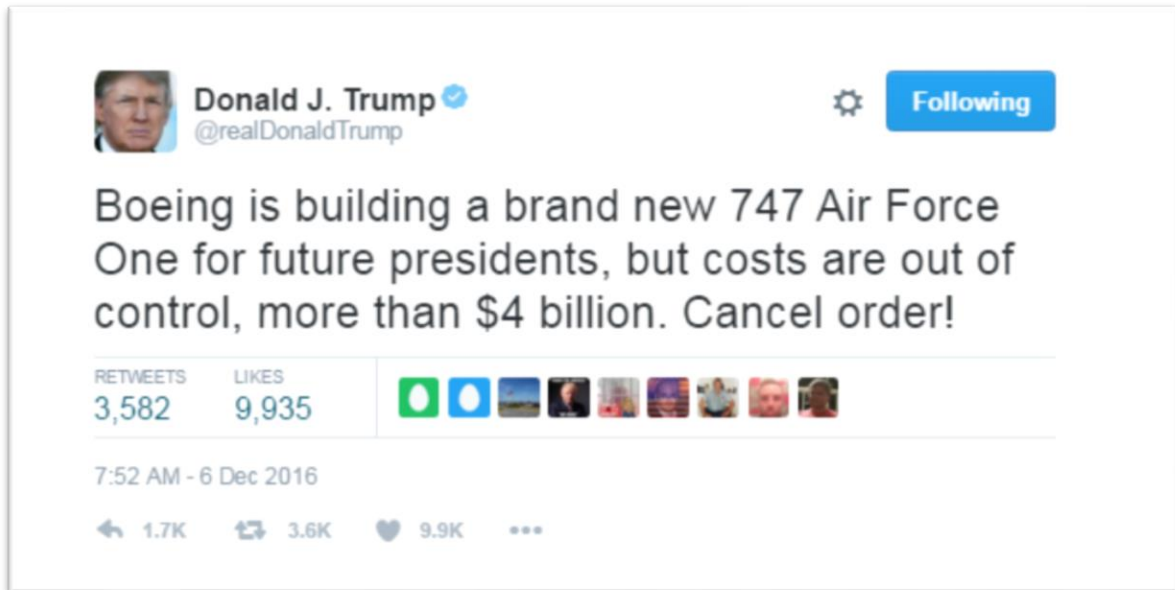 Donald J. Trump
Following
@realDonaldTrump
Boeing is building a brand new 747 Air Force
One for future presidents, but costs are out of
control, more than $4 billion. Cancel order!
RETWEETS LIKES
3,582 9,935
7:52 AM - 6 Dec 2016
1.7K 3.6K 9.9K